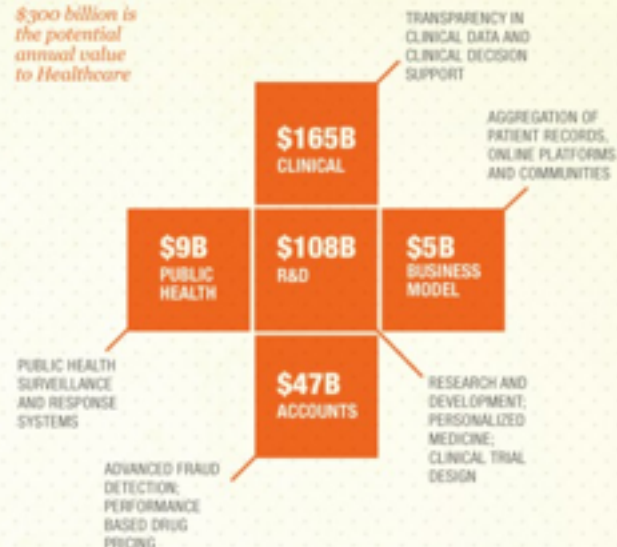 $300 billion is
the potential
annual value
to Healthcare
TRANSPARENCY IN
CLINICAL DATA AND
CLINICAL DECISION
SUPPORT
$165B
CLINICAL
AGGREGATION OF
PATIENT RECORDS,
ONLINE PLATFORMS
AND COMMUNITIES
$9B
PUBLIC
HEALTH
$108B
R&D
$5B
BUSINESS
MODEL
PUBLIC HEALTH
SURVEILLANCE
AND RESPONSE
SYSTEMS
$47B
ACCOUNTS
RESEARCH AND
DEVELOPMENT;
PERSONALIZED
MEDICINE;
CLINICAL TRIAL
DESIGN
ADVANCED FRAUD
DETECTION;
PERFORMANCE
BASED DRUG
PRICING